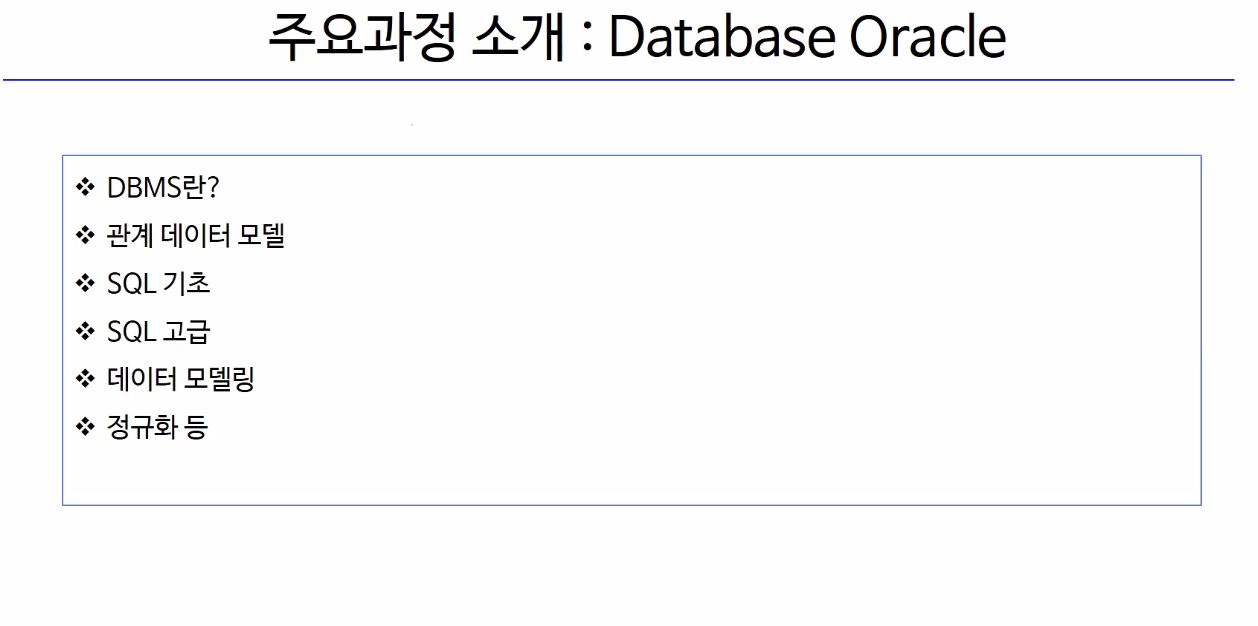 주요과정 소개 : Database Oracle
❖ DBMS란?
❖ 관계 데이터 모델
❖ SQL 기초
❖ SQL 고급
❖ 데이터 모델링
❖ 정규화 등